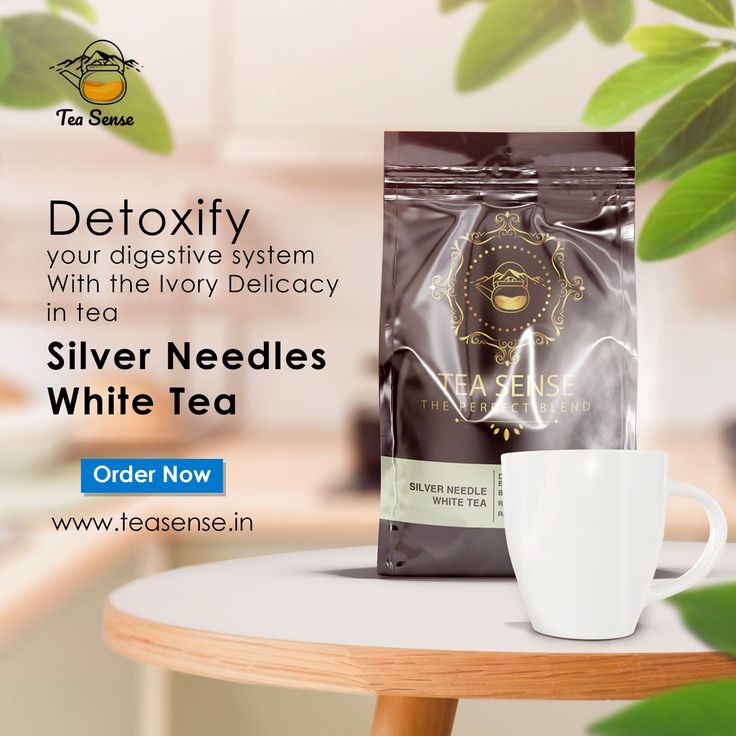 Tea Sense
Detoxify
your digestive system
With the Ivory Delicacy
in tea
Silver Needles
White Tea
Order Now
www.teasense.in
TEA SENSE
THE PERFECT BLEND
SILVER NEEDLE
WHITE TEA